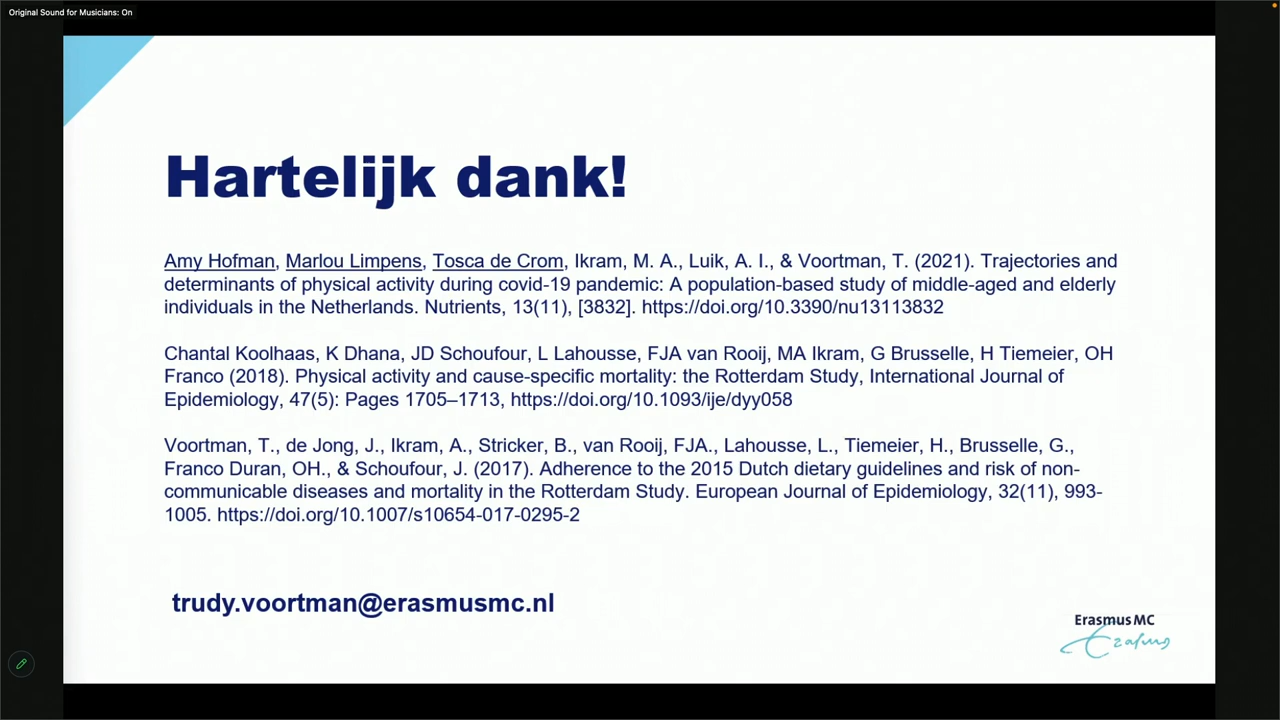 Original Sound for Musicians: On
Hartelijk dank!
Amy Hofman, Marlou Limpens, Tosca de Crom, Ikram, M. A., Luik, A. I., & Voortman, T. (2021). Trajectories and
determinants of physical activity during covid-19 pandemic: A population-based study of middle-aged and elderly
individuals in the Netherlands. Nutrients, 13(11), [3832]. https://doi.org/10.3390/nu13113832
Chantal Koolhaas, K Dhana, JD Schoufour, L Lahousse, FJA van Rooij, MA Ikram, G Brusselle, H Tiemeier, OH
Franco (2018). Physical activity and cause-specific mortality: the Rotterdam Study, International Journal of
Epidemiology, 47(5): Pages 1705–1713, https://doi.org/10.1093/ije/dyy058
Voortman, T., de Jong, J., Ikram, A., Stricker, B., van Rooij, FJA., Lahousse, L., Tiemeier, H., Brusselle, G.,
Franco Duran, OH., & Schoufour, J. (2017). Adherence to the 2015 Dutch dietary guidelines and risk of non-
communicable diseases and mortality in the Rotterdam Study. European Journal of Epidemiology, 32(11), 993-
1005. https://doi.org/10.1007/s10654-017-0295-2
trudy.voortman@erasmusmc.nl
Erasmus MC
Erasmus